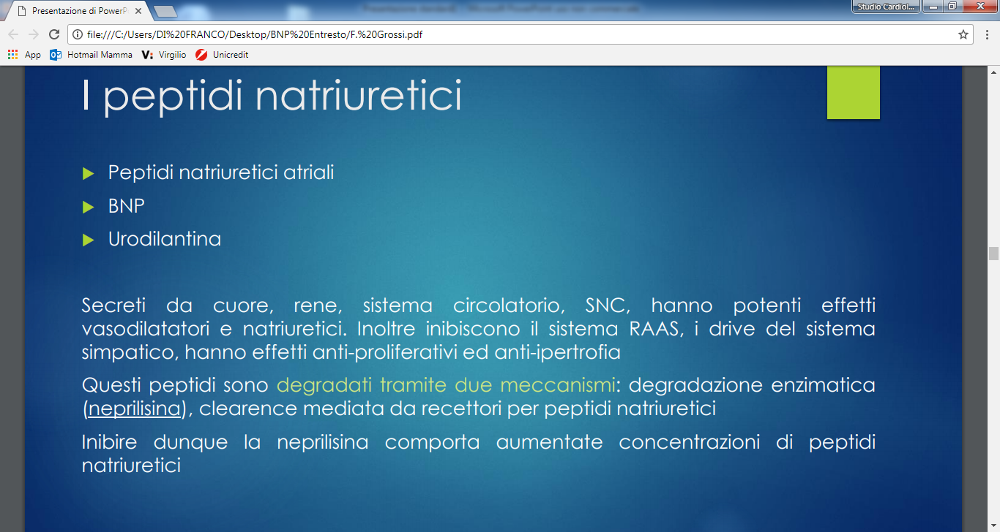 Presentazione di PowerP
Presentazione standard1 - Microsoft PowerPoint uso non commerciale
Studio Cardiol...
file:///C:/Users/DI%20FRANCO/Desktop/BNP%20Entresto/F.%20Grossi.pdf
App Hotmail Mamma V: Virgilio Unicredit
I peptidi natriuretici
Peptidi natriuretici atriali
BNP
Urodilantina
Secreti da cuore, rene, sistema circolatorio, SNC, hanno potenti effetti
vasodilatatori e natriuretici. Inoltre inibiscono il sistema RAAS, i drive del sistema
simpatico, hanno effetti anti-proliferativi ed anti-ipertrofia
Questi peptidi sono degradati tramite due meccanismi: degradazione enzimatica
(neprilisina), clearence mediata da recettori per peptidi natriuretici
Inibire dunque la neprilisina comporta aumentate concentrazioni di peptidi
natriuretici